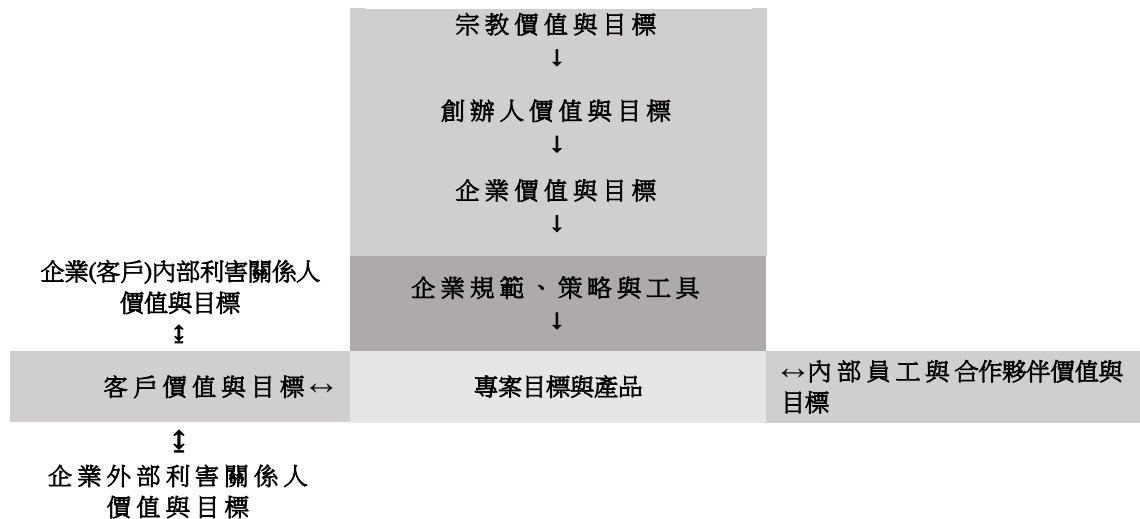 宗教價值與目標
↓
創辦人價值與目標
↓
企業價值與目標
↓
企業(客戶)內部利害關係人
價值與目標
↨
企業規範、策略與工具
↓
客戶價值與目標↔
專案目標與產品
↔內部員工與合作夥伴價值與
目標
↨
企業外部利害關係人
價值與目標